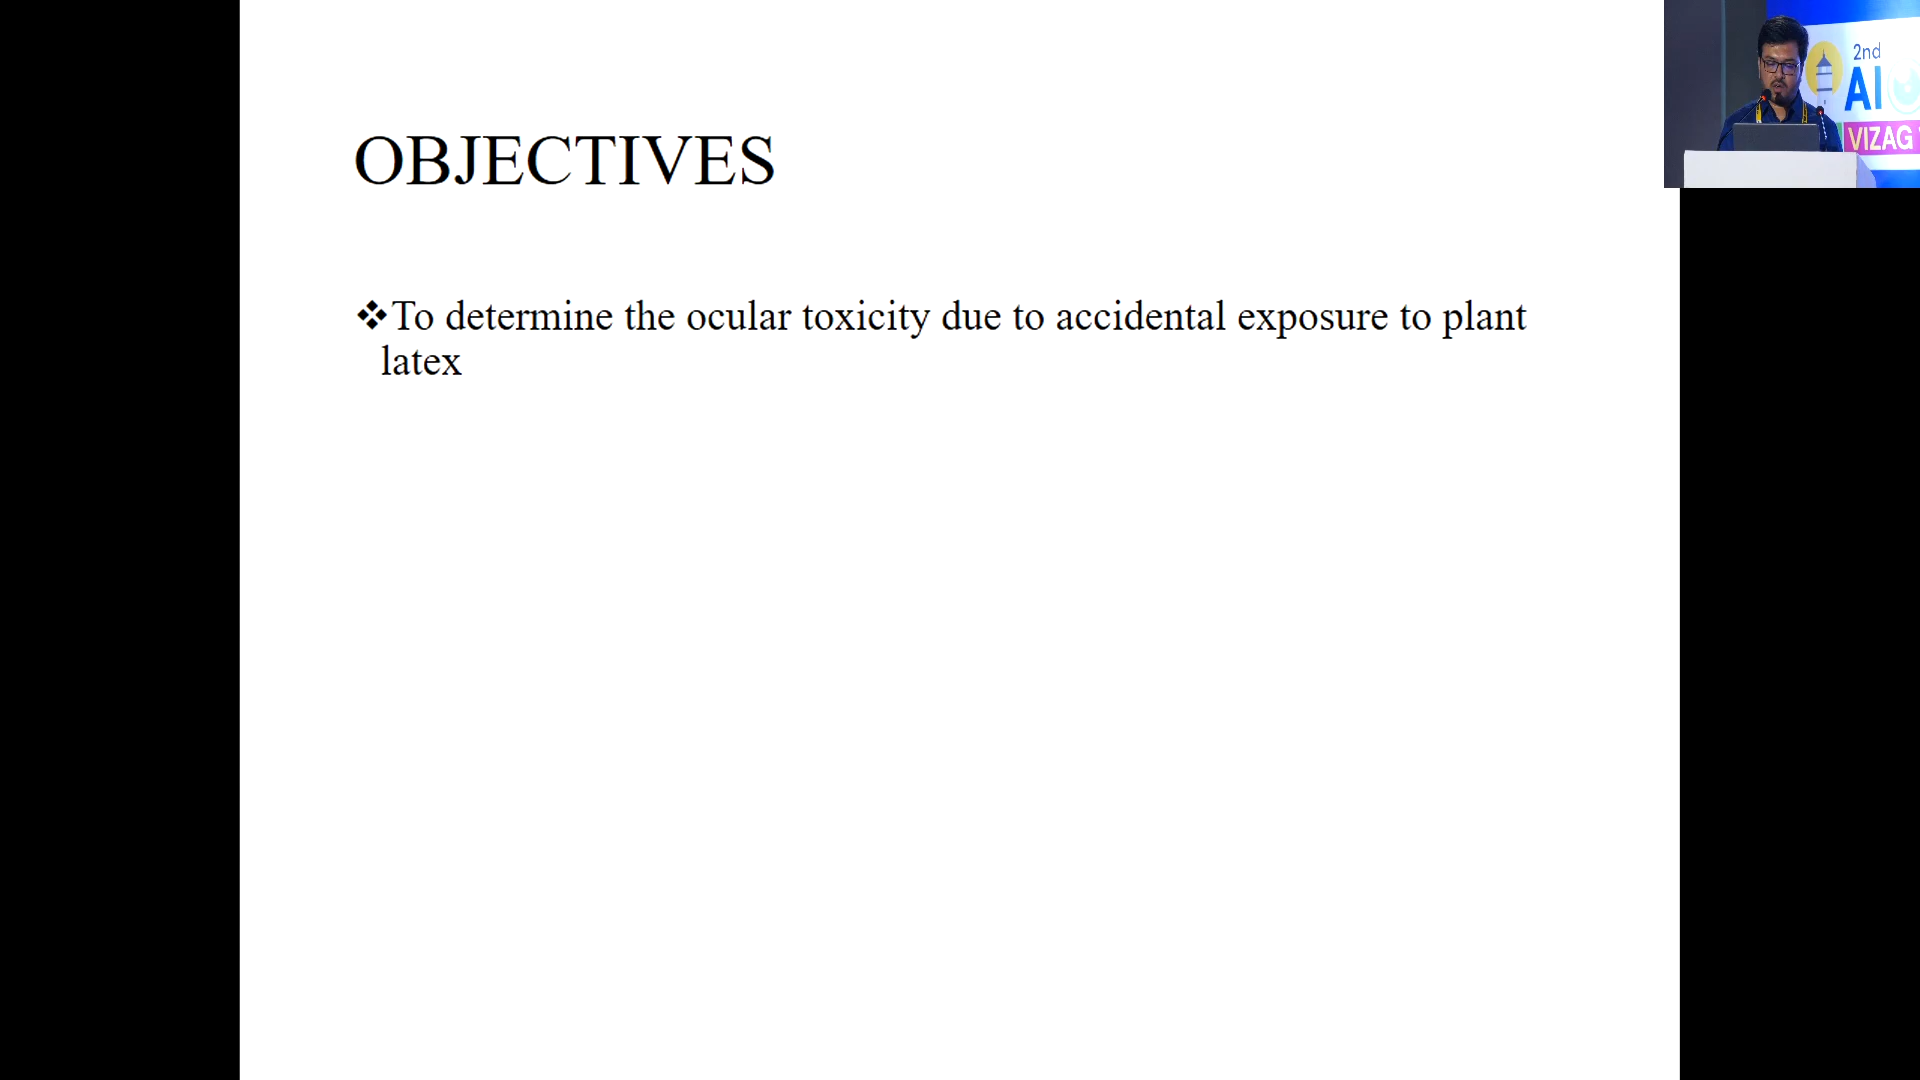 OBJECTIVES
❖To determine the ocular toxicity due to accidental exposure to plant
latex
2nd
AI
VIZAG